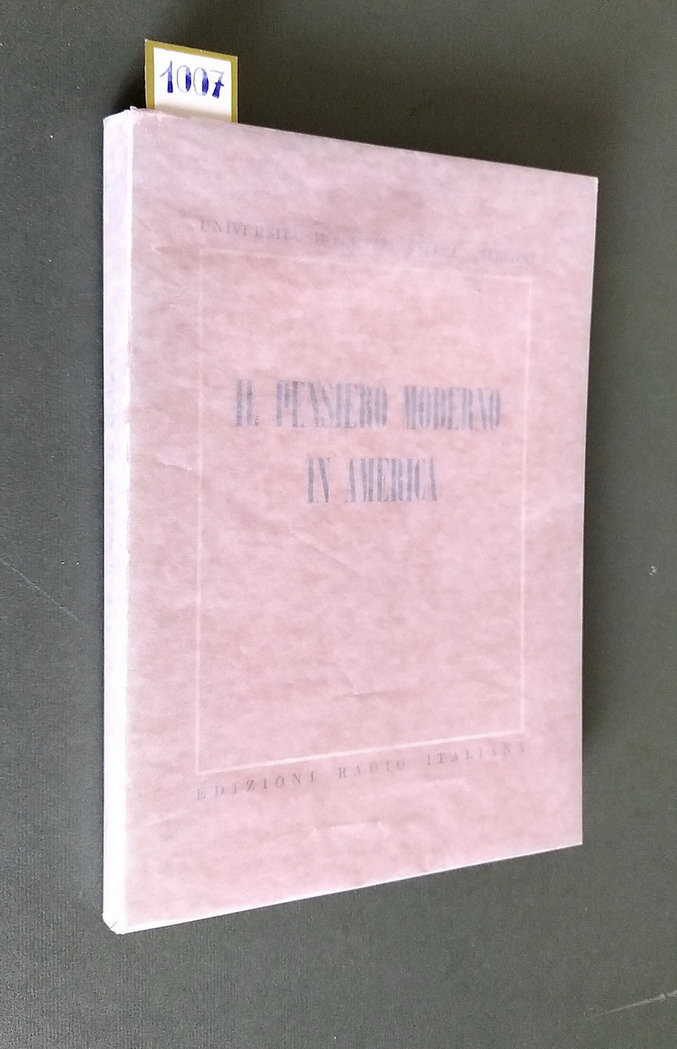 1007
IL PENSIERO MODERNO
IN AMERICA
EDIZIONI RADIO ITALIANA